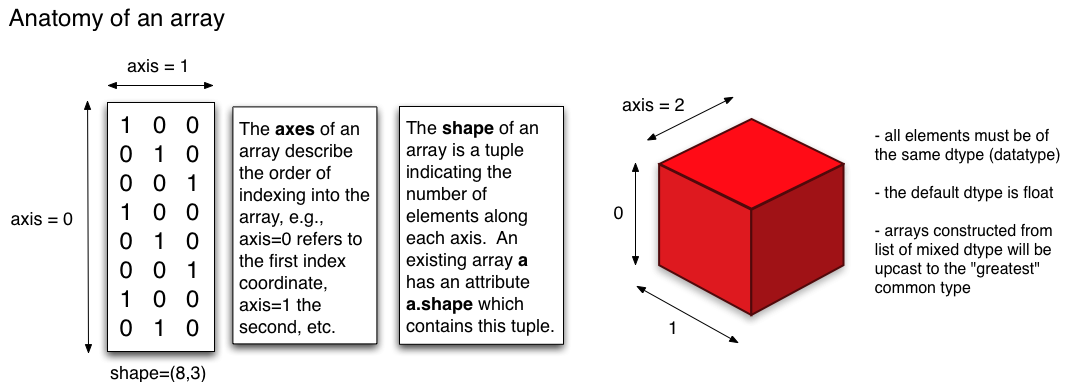 Anatomy of an array
axis = 1
axis = 0
1 0 0
0 1 0
0 0 1
1 0 0
0 1 0
0 0 1
1 0 0
0 1 0
shape=(8,3)
The axes of an
array describe
the order of
indexing into the
array, e.g.,
axis=0 refers to
the first index
coordinate,
axis=1 the
second, etc.
The shape of an
array is a tuple
indicating the
number of
elements along
each axis. An
existing array a
has an attribute
a.shape which
contains this tuple.
axis = 2
0
1
- all elements must be of
the same dtype (datatype)
- the default dtype is float
- arrays constructed from
list of mixed dtype will be
upcast to the "greatest"
common type